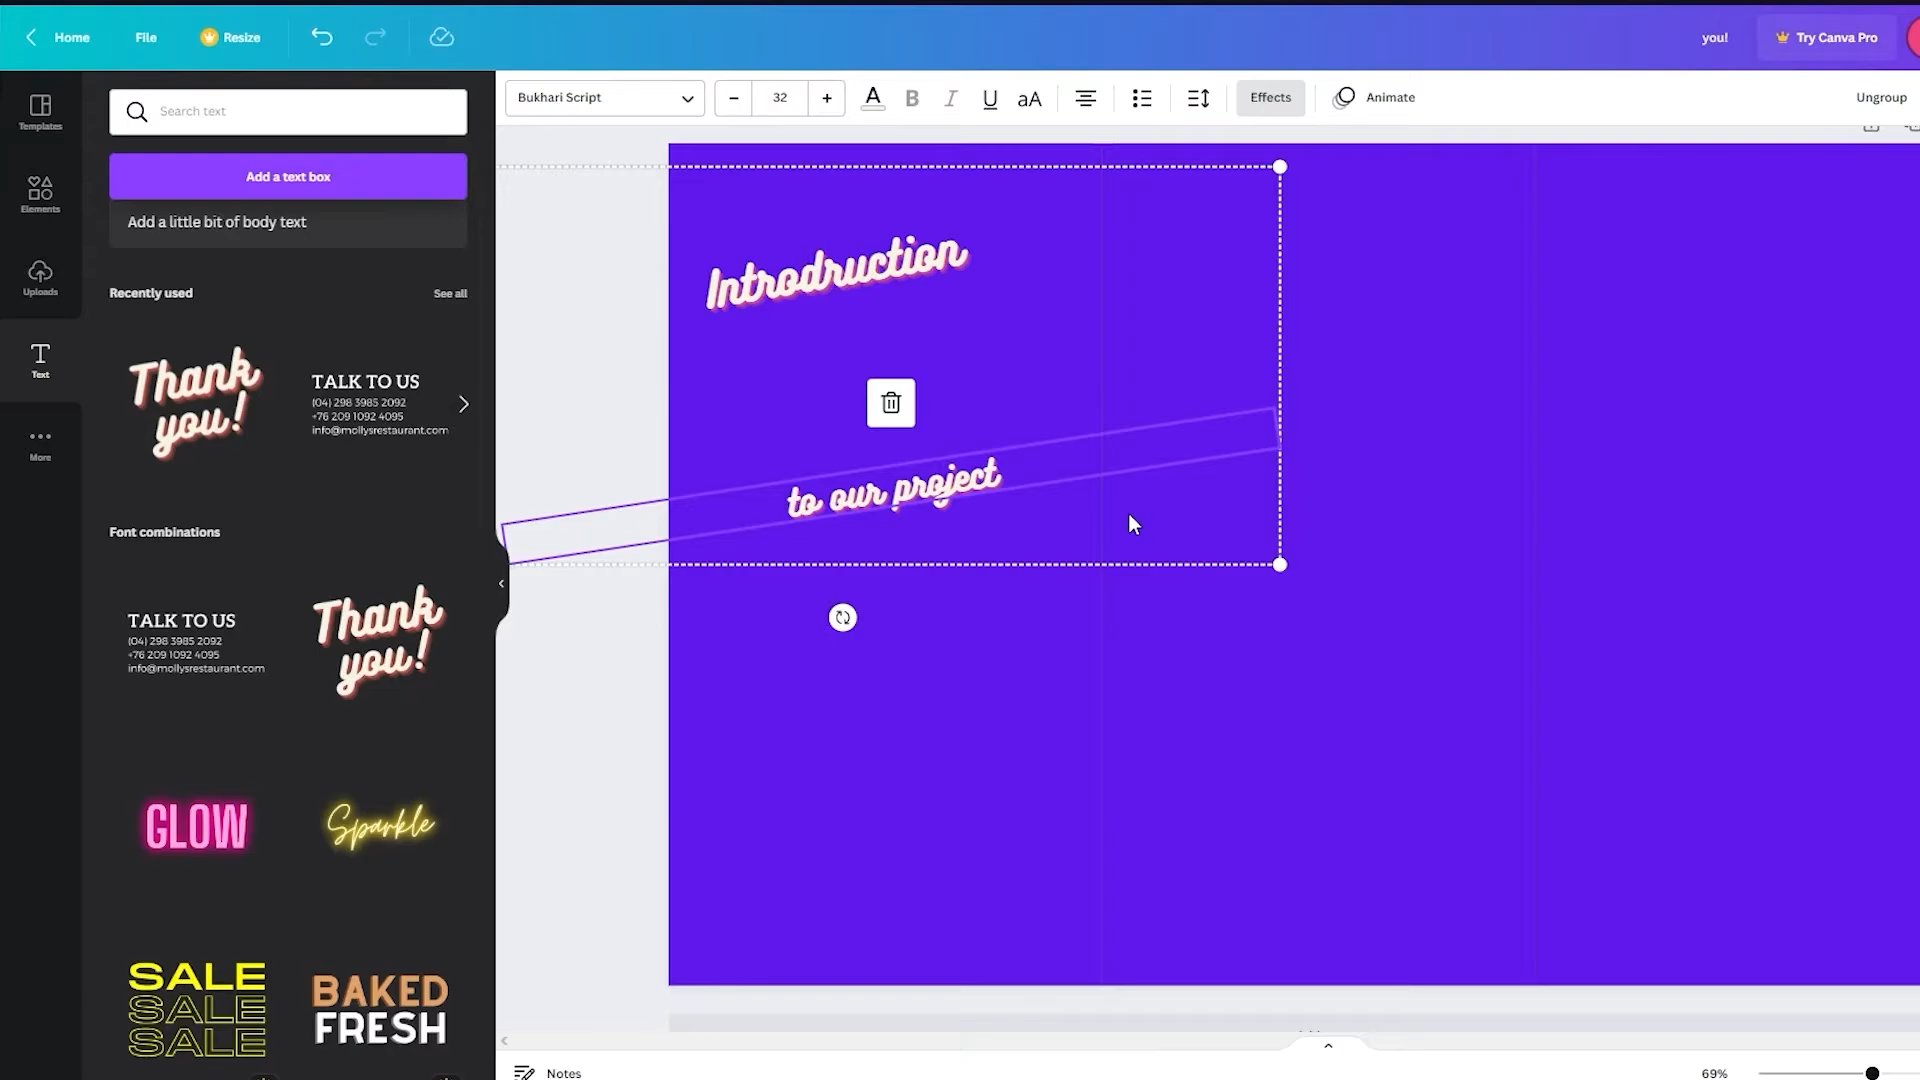 Home
File
Resize
you!
Try Canva Pro
Templates
Elements
Uploads
Text
More
Search text
Add a text box
Add a little bit of body text
Recently used
See all
Thank
you!
TALK TO US
(04) 298 3985 2092
+76 209 1092 4095
info@mollysrestaurant.com
Font combinations
TALK TO US
(04) 298 3985 2092
+76 209 1092 4095
info@mollysrestaurant.com
Thank
you!
GLOW
Sparkle
SALE
SALE
SALE
BAKED
FRESH
Bukhari Script
32
A
B
I
U
aA
Effects
Animate
Ungroup
Introdruction
to our project
Notes
69%